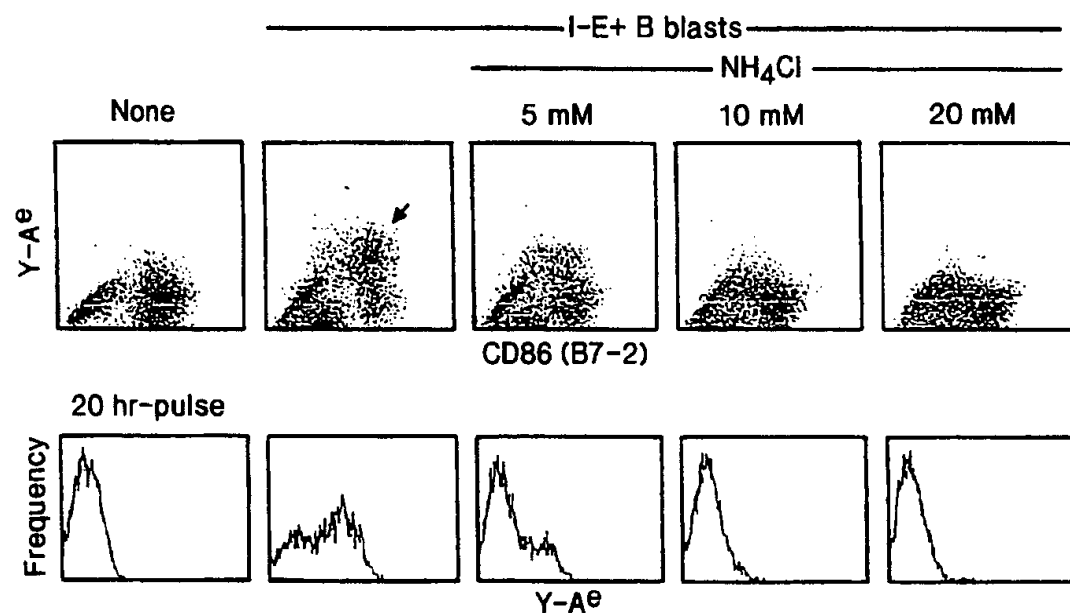 I-E+ B blasts
NH4Cl
None
5 mM
10 mM
20 mM
Y-Ae
CD86 (B7-2)
20 hr-pulse
Frequency
Y-Ae